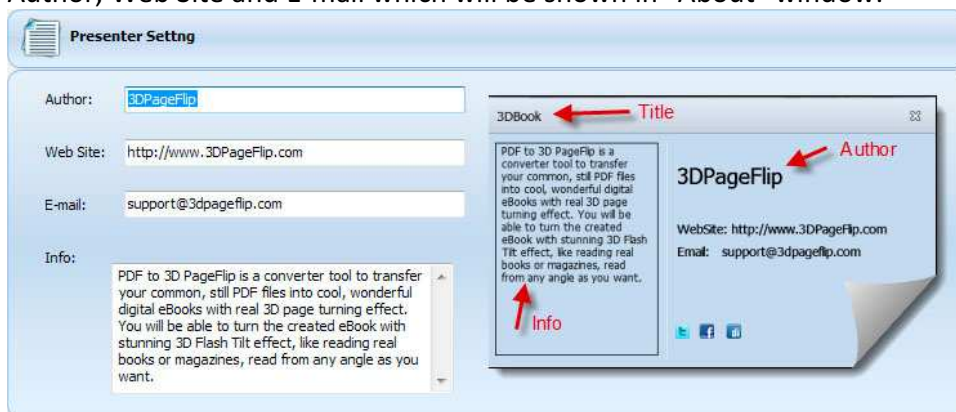 Author, Web Site and E-mail which will be shown in "About" window.
Presenter Settng
Author:
3DPageFlip
Web Site:
http://www.3DPageFlip.com
E-mail:
support@3dpageflip.com
Info:
PDF to 3D PageFlip is a converter tool to transfer
your common, still PDF files into cool, wonderful
digital eBooks with real 3D page turning effect.
You will be able to turn the created eBook with
stunning 3D Flash Tilt effect, like reading real
books or magazines, read from any angle as you
want.
3DBook
Title
PDF to 3D PageFlip is a
converter tool to transfer
your common, still PDF files
into cool, wonderful digital
eBooks with real 3D page
turning effect. You will be
able to turn the created
eBook with stunning 3D Flash
Tilt effect, like reading real
books or magazines, read
from any angle as you want.
Info
Author
3DPageFlip
WebSite: http://www.3DPageFlip.com
Email: support@3dpageflip.com